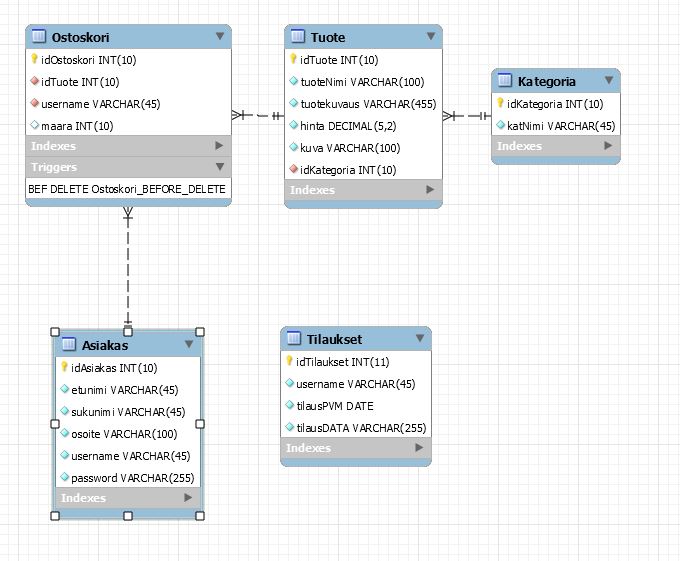 Ostoskori
idOstoskori INT(10)
idTuote INT(10)
username VARCHAR(45)
maara INT(10)
Indexes
Triggers
BEF DELETE Ostoskori_BEFORE_DELETE
Tuote
idTuote INT(10)
tuoteNimi VARCHAR(100)
tuotekuvaus VARCHAR(455)
hinta DECIMAL(5,2)
kuva VARCHAR(100)
idKategoria INT(10)
Indexes
Kategoria
idKategoria INT(10)
katNimi VARCHAR(45)
Indexes
Asiakas
idAsiakas INT(10)
etunimi VARCHAR(45)
sukunimi VARCHAR(45)
osoite VARCHAR(100)
username VARCHAR(45)
password VARCHAR(255)
Indexes
Tilaukset
idTilaukset INT(11)
username VARCHAR(45)
tilausPVM DATE
tilausDATA VARCHAR(255)
Indexes